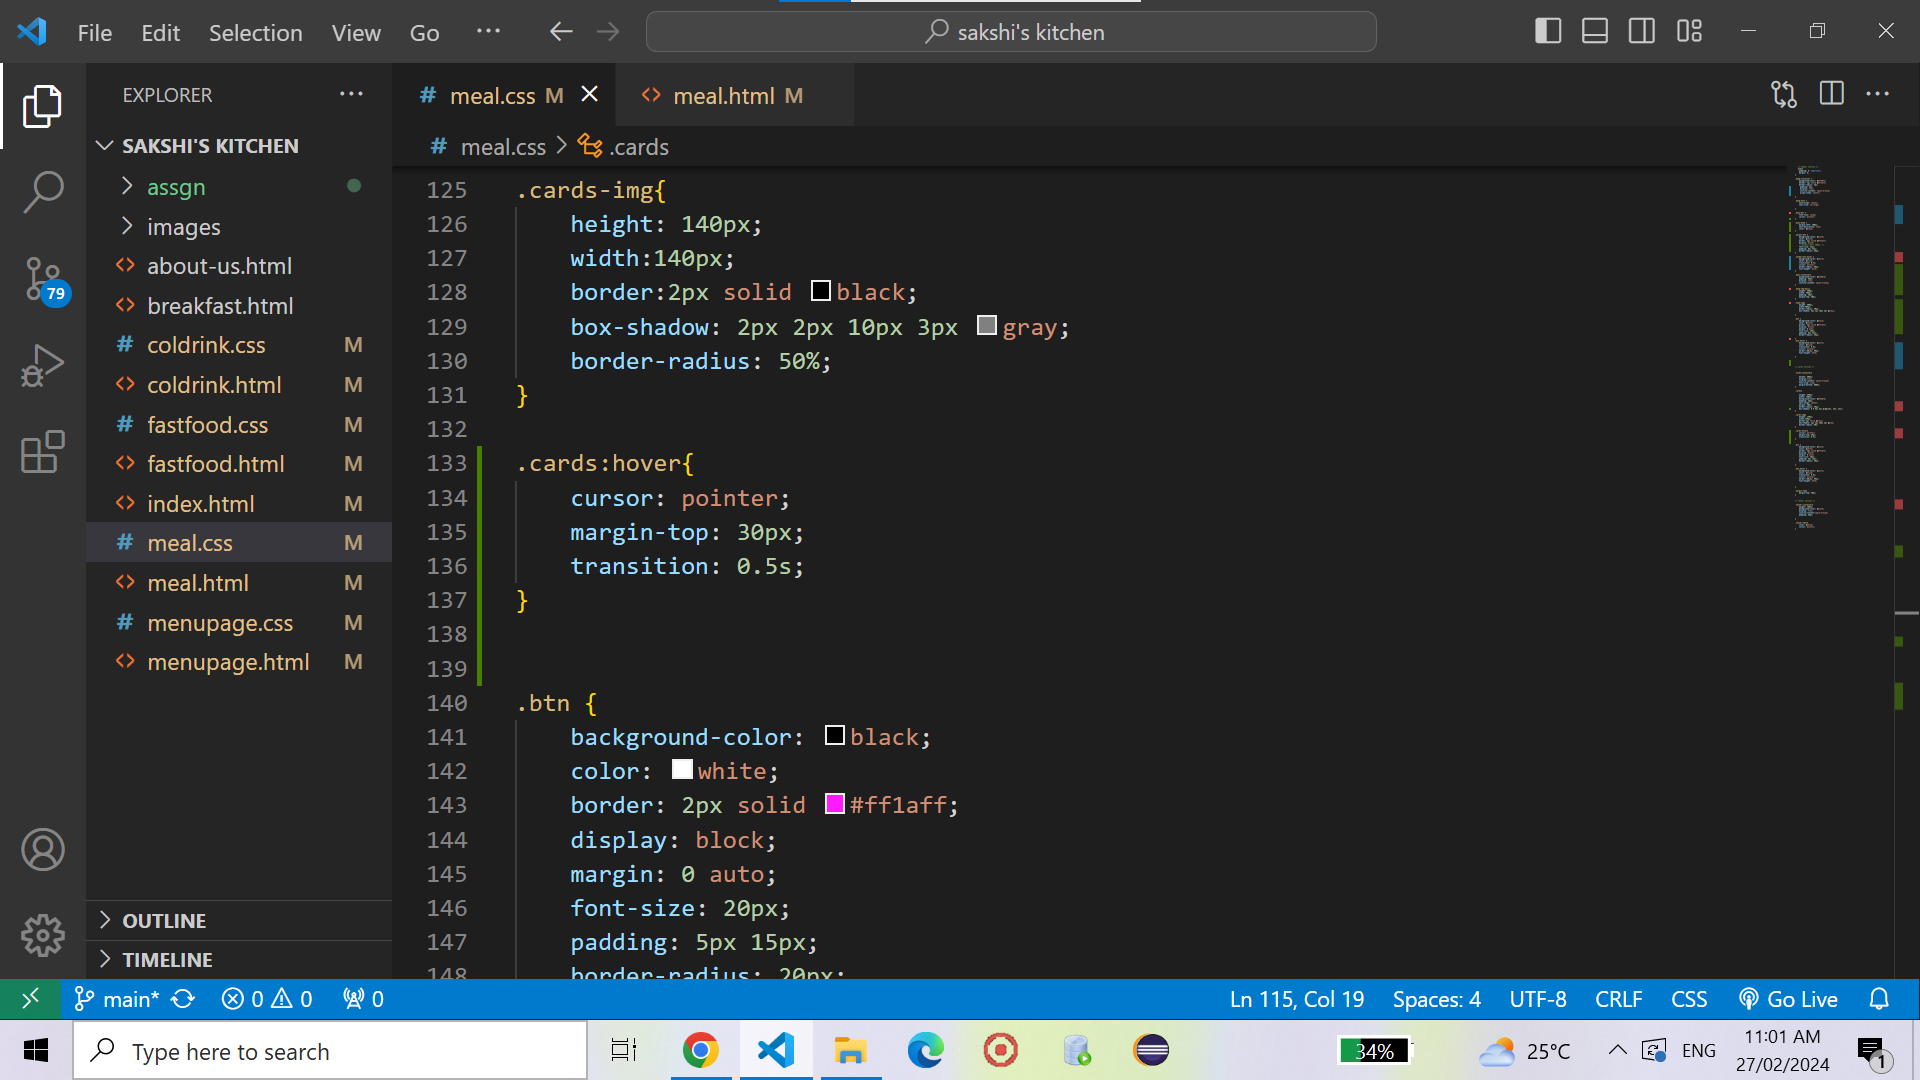 File Edit Selection View Go ··· sakshi's kitchen
EXPLORER ···
SAKSHI'S KITCHEN
assgn
images
about-us.html
breakfast.html
coldrink.css M
coldrink.html M
fastfood.css M
fastfood.html M
index.html M
meal.css M
meal.html M
menupage.css M
menupage.html M
OUTLINE
TIMELINE
79
# meal.css M
<> meal.html M
# meal.css > .cards
125 .cards-img{
126 height: 140px;
127 width:140px;
128 border:2px solid black;
129 box-shadow: 2px 2px 10px 3px gray;
130 border-radius: 50%;
131 }
132
133 .cards:hover{
134 cursor: pointer;
135 margin-top: 30px;
136 transition: 0.5s;
137 }
138
139
140 .btn {
141 background-color: black;
142 color: white;
143 border: 2px solid #ff1aff;
144 display: block;
145 margin: 0 auto;
146 font-size: 20px;
147 padding: 5px 15px;
148 border-radius: 20px;
main* 0 0 0 Ln 115, Col 19 Spaces: 4 UTF-8 CRLF CSS Go Live
Type here to search 34% 25°C ENG 11:01 AM
27/02/2024 1